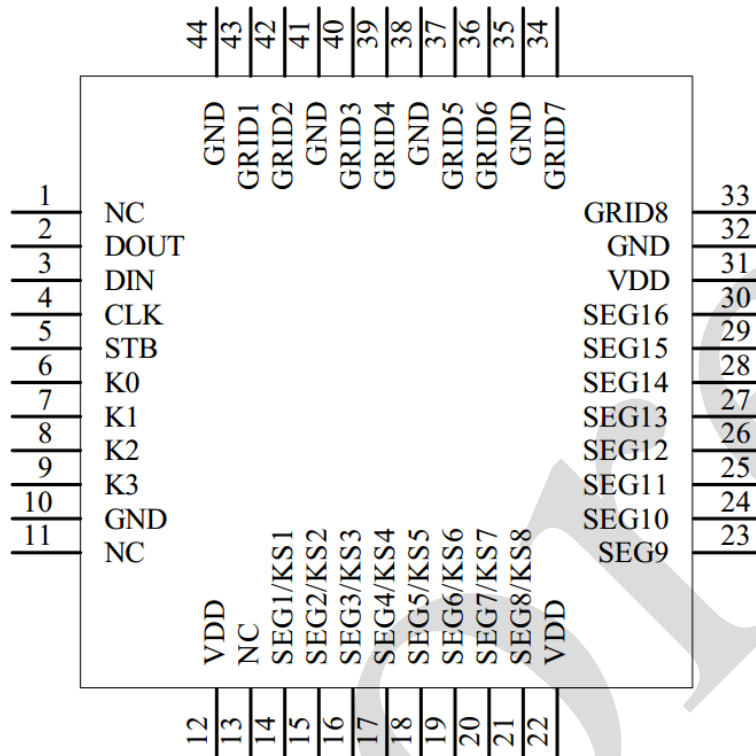 44 43 42 41 40 39 38 37 36 35 34
GND GRID1 GRID2 GND GRID3 GRID4 GND GRID5 GRID6 GND GRID7
1 NC
2 DOUT
3 DIN
4 CLK
5 STB
6 K0
7 K1
8 K2
9 K3
10 GND
11 NC
GRID8 33
GND 32
VDD 31
SEG16 30
SEG15 29
SEG14 28
SEG13 27
SEG12 26
SEG11 25
SEG10 24
SEG9 23
VDD NC SEG1/KS1 SEG2/KS2 SEG3/KS3 SEG4/KS4 SEG5/KS5 SEG6/KS6 SEG7/KS7 SEG8/KS8 VDD
12 13 14 15 16 17 18 19 20 21 22